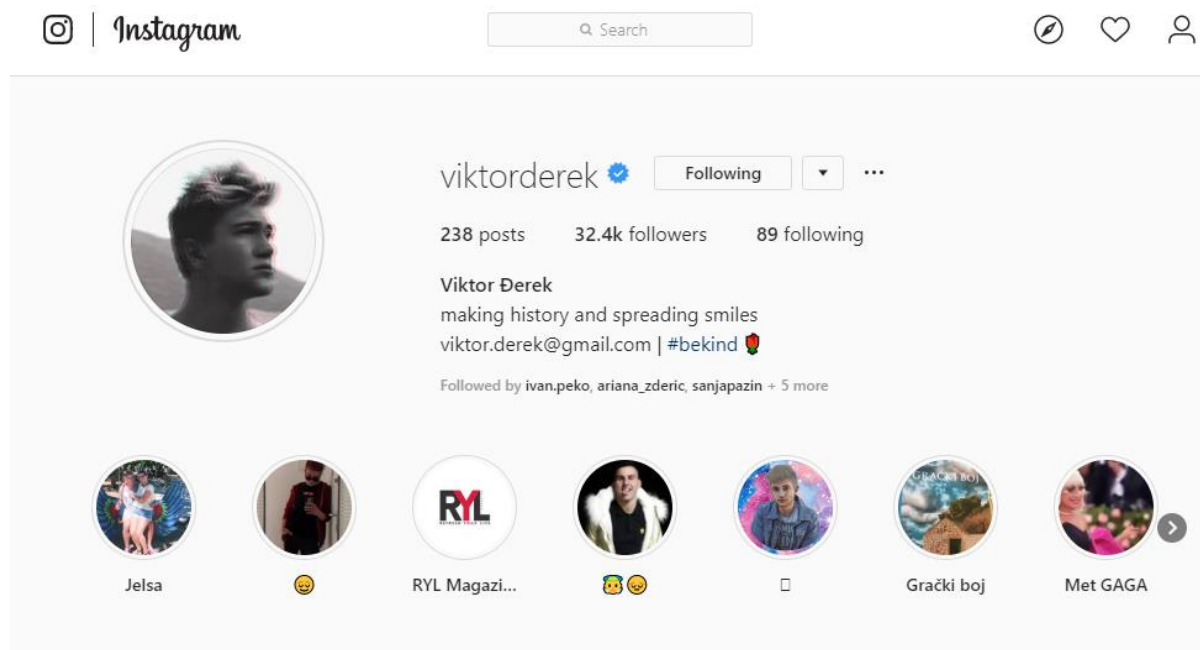 Instagram
Search
viktorderek
Following
238 posts 32.4k followers 89 following
Viktor Đerek
making history and spreading smiles
viktor.derek@gmail.com | #bekind 🌹
Followed by ivan.peko, ariana_zderic, sanjapazin + 5 more
GRAČKI BOJ
RYL
Jelsa
RYL Magazi...
Grački boj
Met GAGA